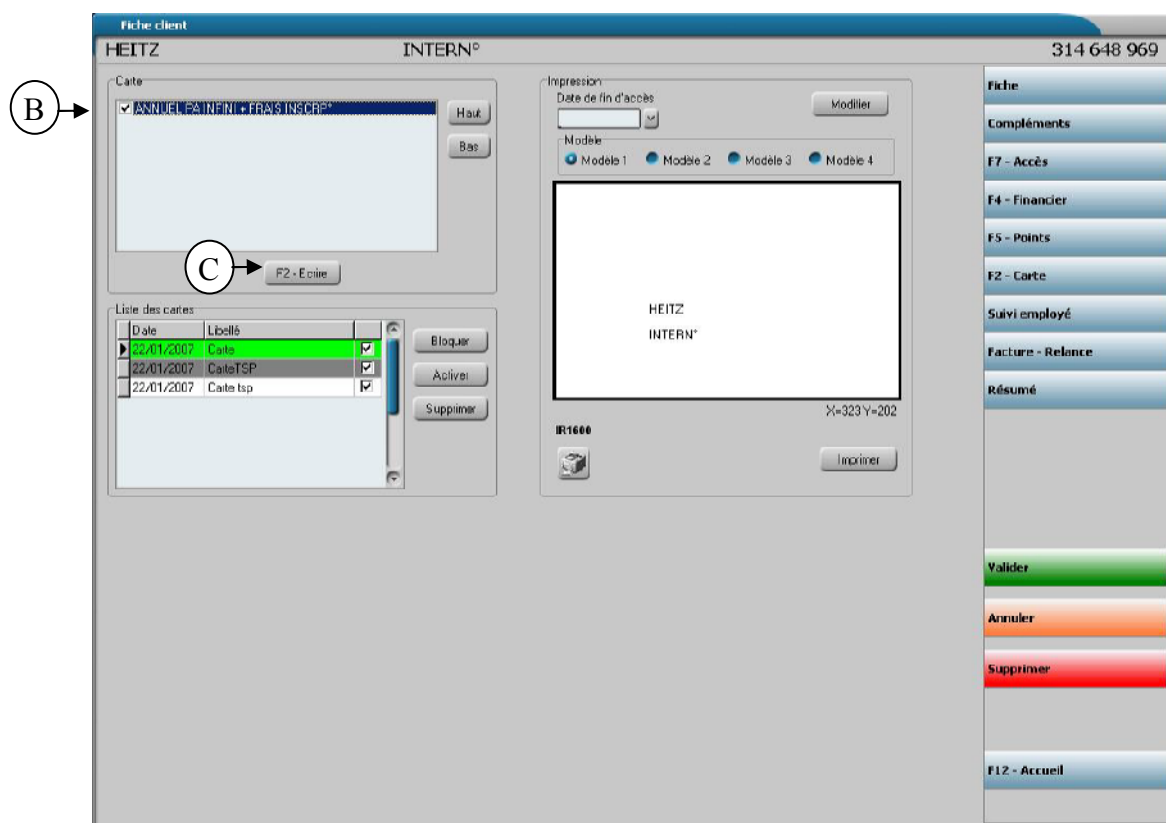 Fiche client
HEITZ INTERN° 314 648 969
Carte
B
ANNUEL PA INFINI + FRAIS INSCRP°
Haut
Bas
C
F2 - Ecrire
Liste des cartes
Date Libellé
22/01/2007 Carte
22/01/2007 CarteTSP
22/01/2007 Carte tsp
Bloquer
Activer
Supprimer
Impression
Date de fin d'accès
Modifier
Modèle
Modèle 1 Modèle 2 Modèle 3 Modèle 4
HEITZ
INTERN°
X=323 Y=202
IR1600
Imprimer
Fiche
Compléments
F7 - Accès
F4 - Financier
F5 - Points
F2 - Carte
Suivi employé
Facture - Relance
Résumé
Valider
Annuler
Supprimer
F12 - Accueil